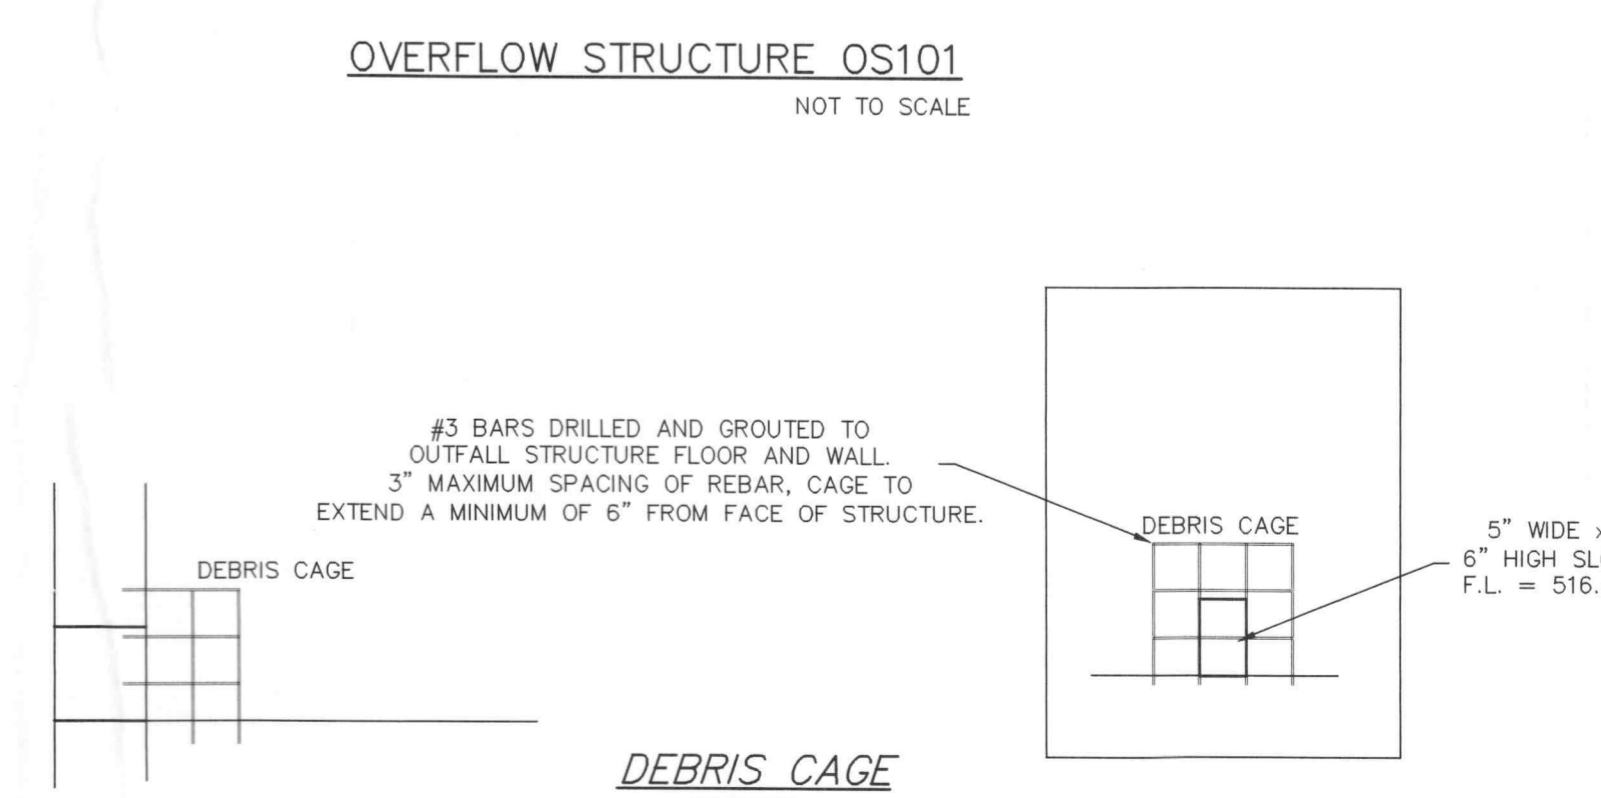 OVERFLOW STRUCTURE OS101
NOT TO SCALE
#3 BARS DRILLED AND GROUTED TO
OUTFALL STRUCTURE FLOOR AND WALL.
3" MAXIMUM SPACING OF REBAR, CAGE TO
EXTEND A MINIMUM OF 6" FROM FACE OF STRUCTURE.
DEBRIS CAGE
DEBRIS CAGE
5" WIDE
6" HIGH
F.L. = 516.
DEBRIS CAGE